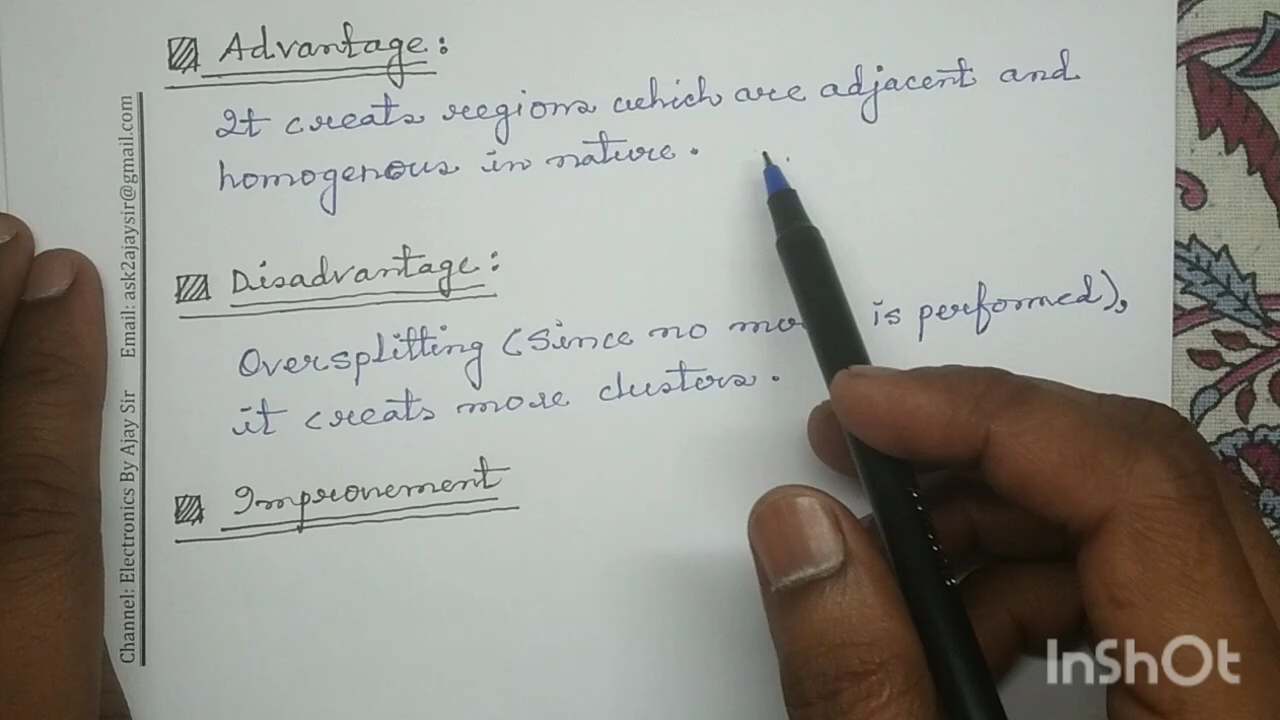 Advantage:
It creats regions which are adjacent and
homogenous in nature.
Disadvantage:
Oversplitting (Since no is performed),
it creats more clusters.
Improvement
Channel: Electronics By Ajay Sir Email: ask2ajaysir@gmail.com
InShOt